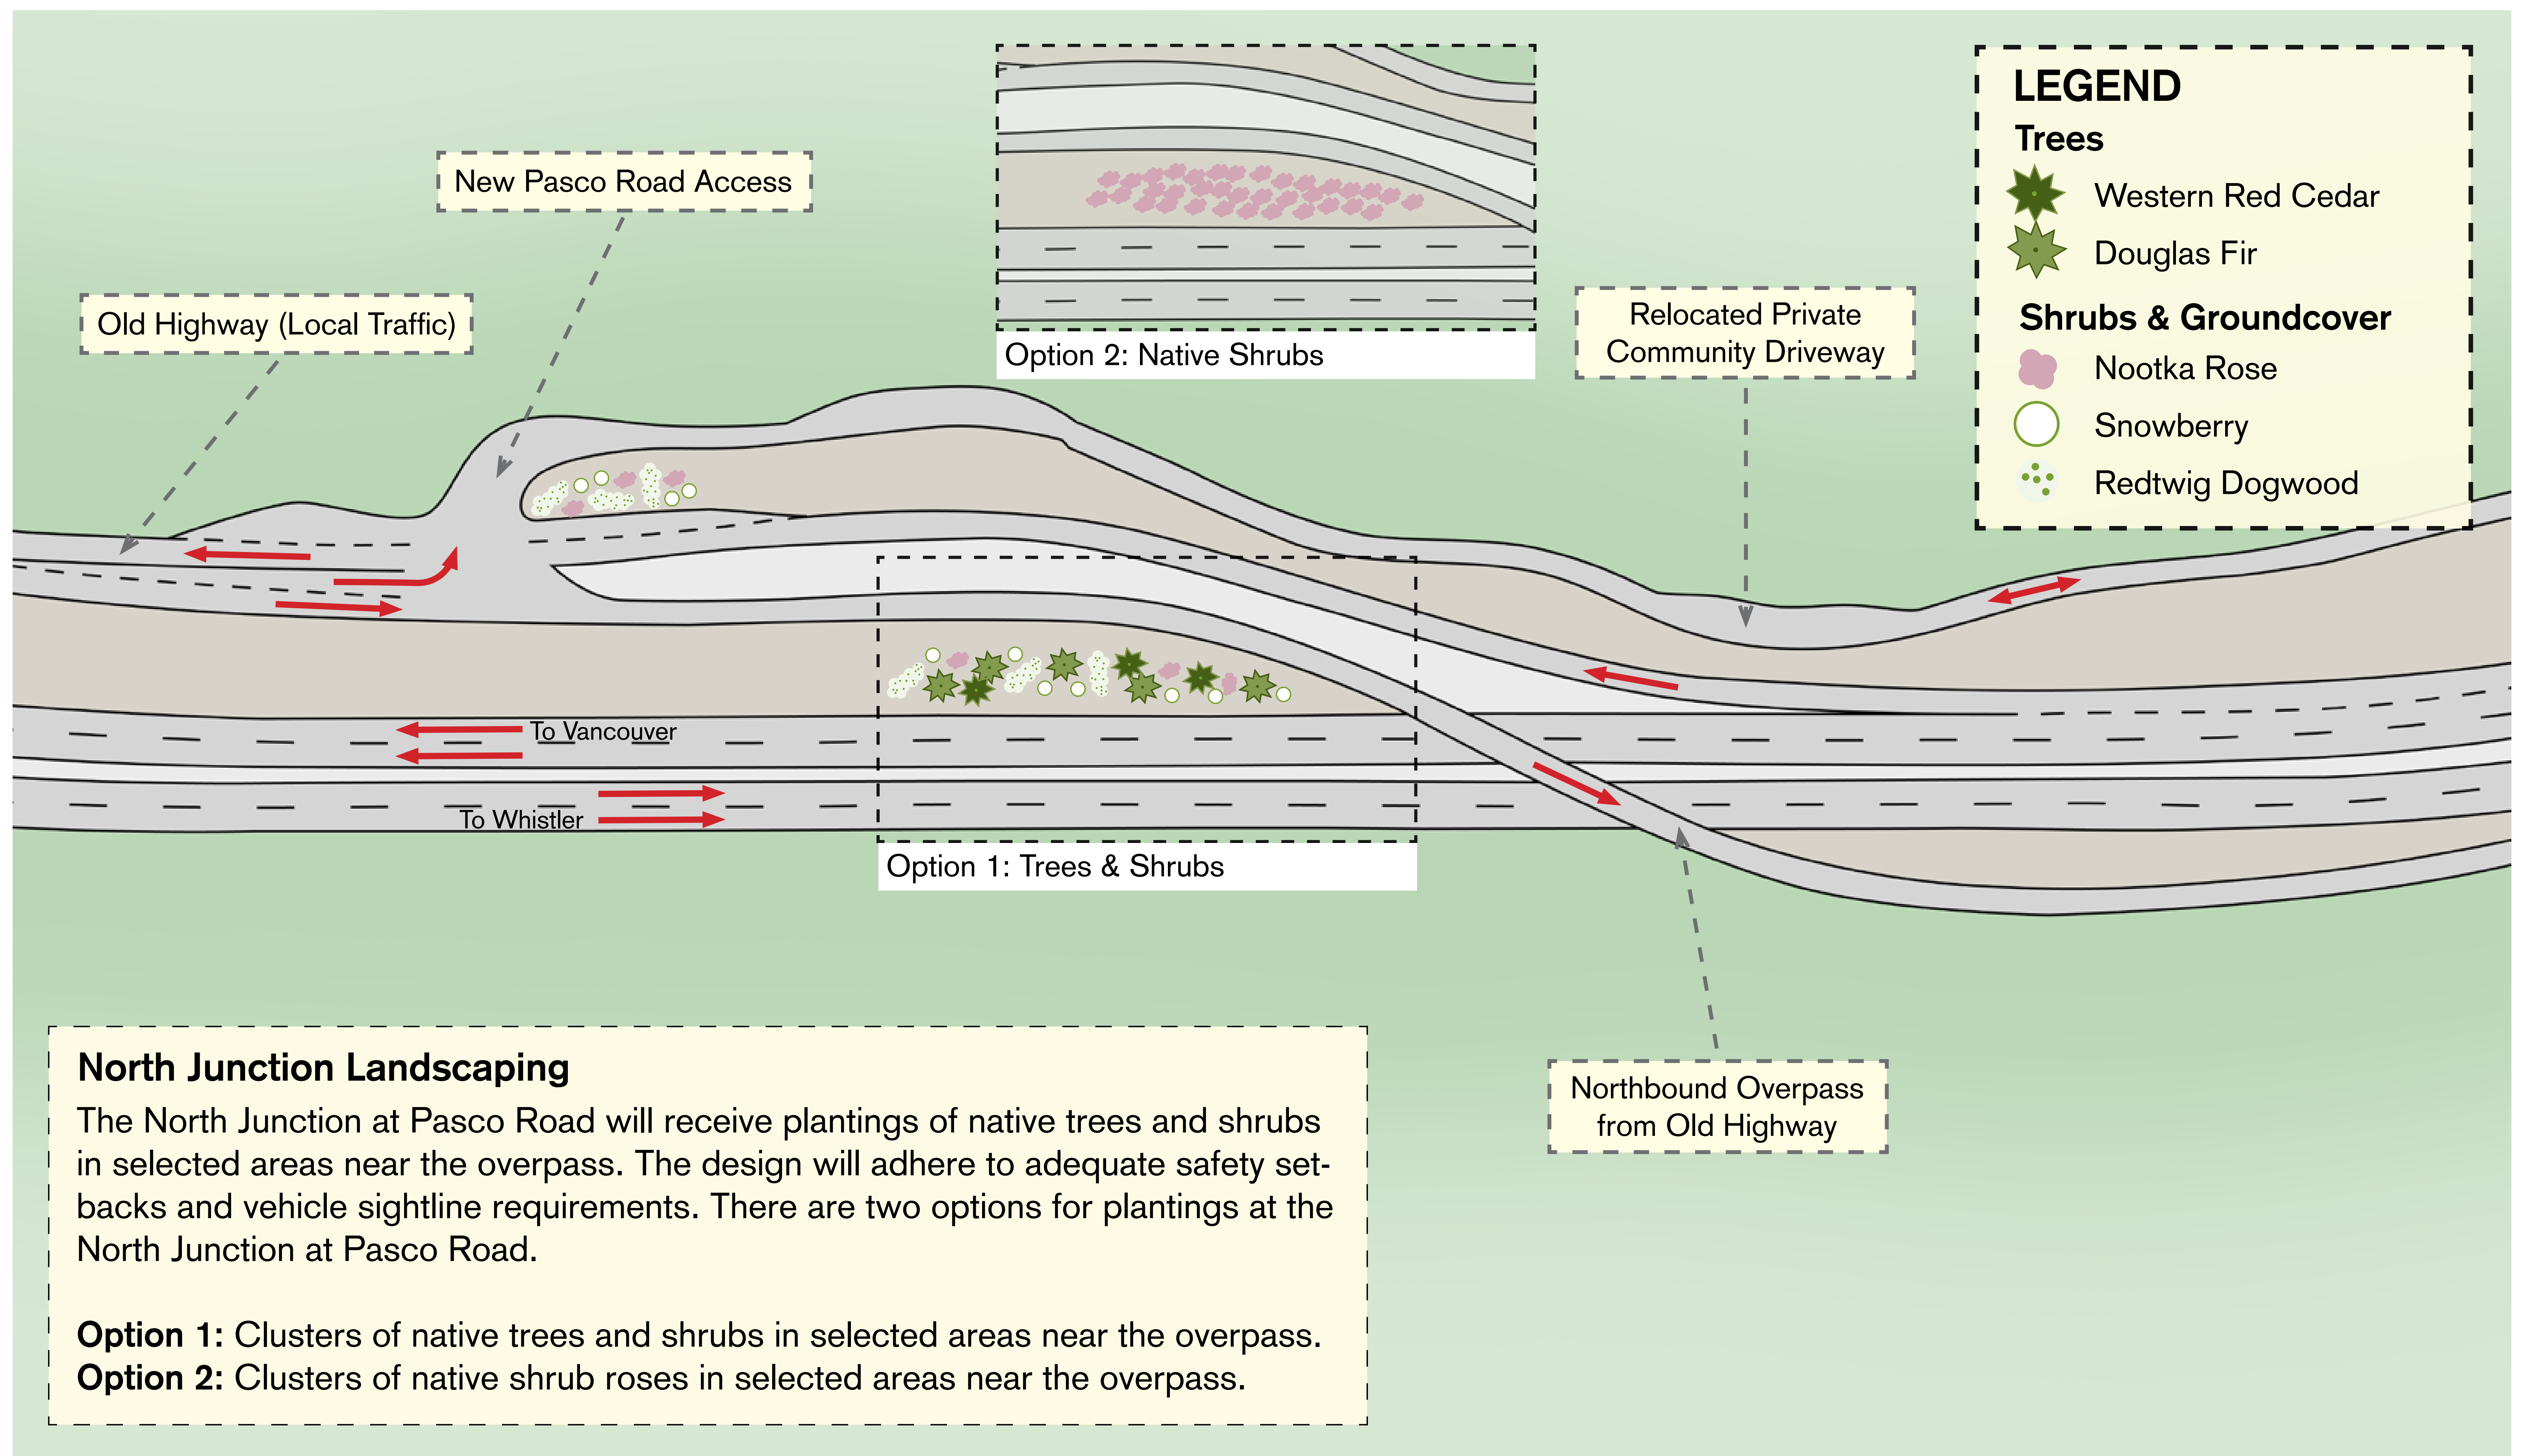 New Pasco Road Access
Old Highway (Local Traffic)
Option 2: Native Shrubs
Relocated Private
Community Driveway
LEGEND
Trees
Western Red Cedar
Douglas Fir
Shrubs & Groundcover
Nootka Rose
Snowberry
Redtwig Dogwood
To Vancouver
To Whistler
Option 1: Trees & Shrubs
Northbound Overpass
from Old Highway
North Junction Landscaping
The North Junction at Pasco Road will receive plantings of native trees and shrubs
in selected areas near the overpass. The design will adhere to adequate safety set-
backs and vehicle sightline requirements. There are two options for plantings at the
North Junction at Pasco Road.
Option 1: Clusters of native trees and shrubs in selected areas near the overpass.
Option 2: Clusters of native shrub roses in selected areas near the overpass.